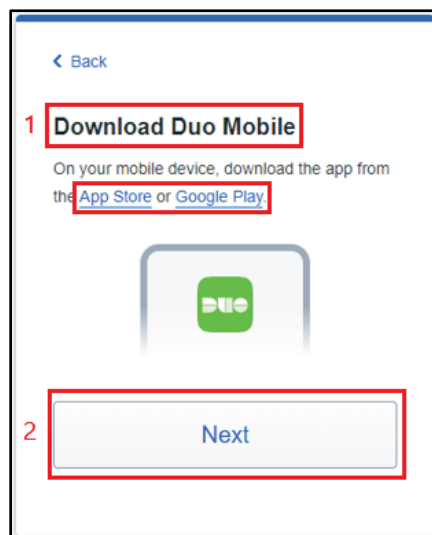 Back
1 Download Duo Mobile
On your mobile device, download the app from
the App Store or Google Play.
DUO
2 Next